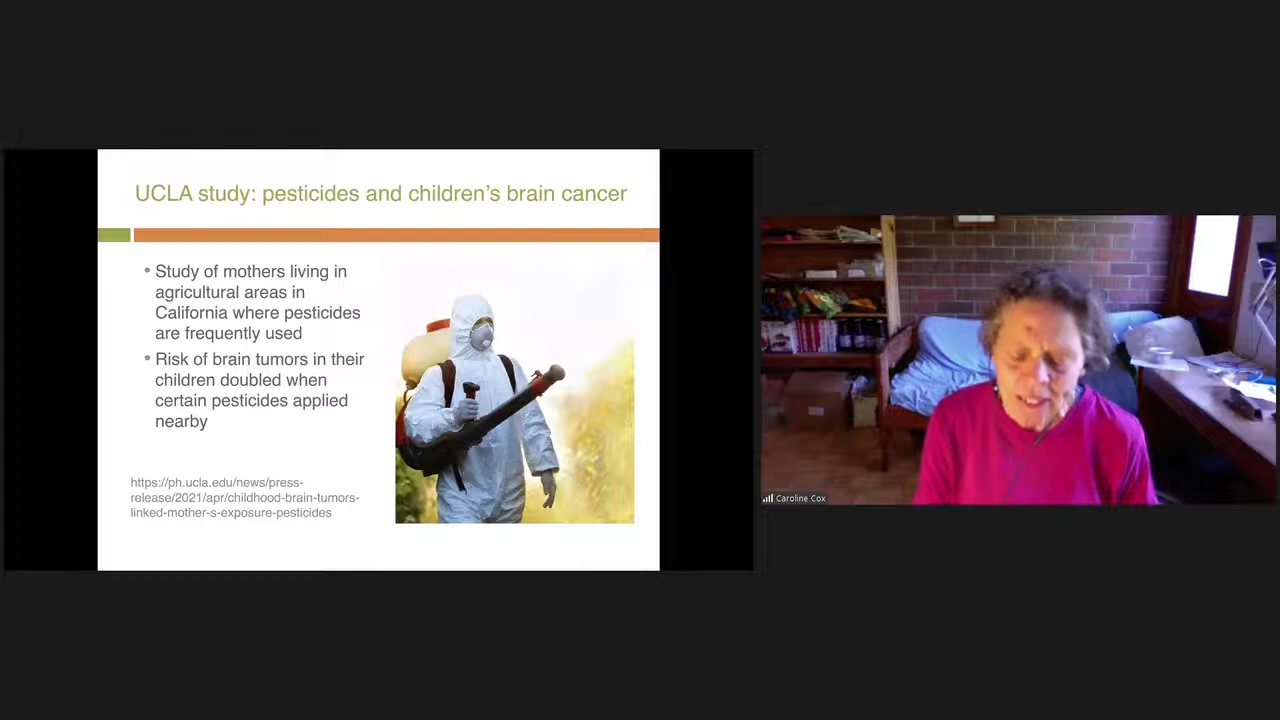 UCLA study: pesticides and children's brain cancer
• Study of mothers living in
agricultural areas in
California where pesticides
are frequently used
• Risk of brain tumors in their
children doubled when
certain pesticides applied
nearby
https://ph.ucla.edu/news/press-
release/2021/apr/childhood-brain-tumors-
linked-mother-s-exposure-pesticides
Caroline Cox